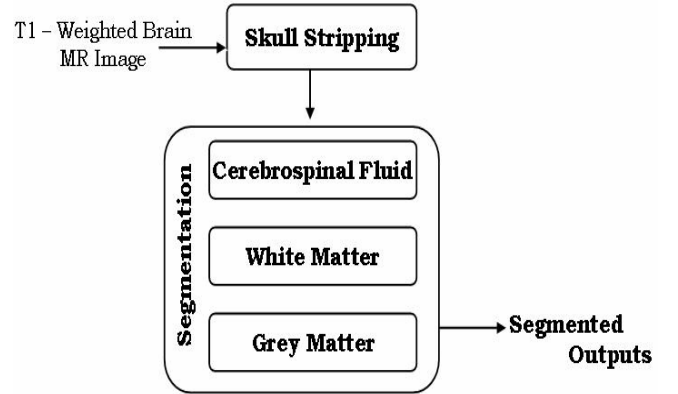 T1 – Weighted Brain
MR Image
Skull Stripping
Segmentation
Cerebrospinal Fluid
White Matter
Grey Matter
Segmented
Outputs